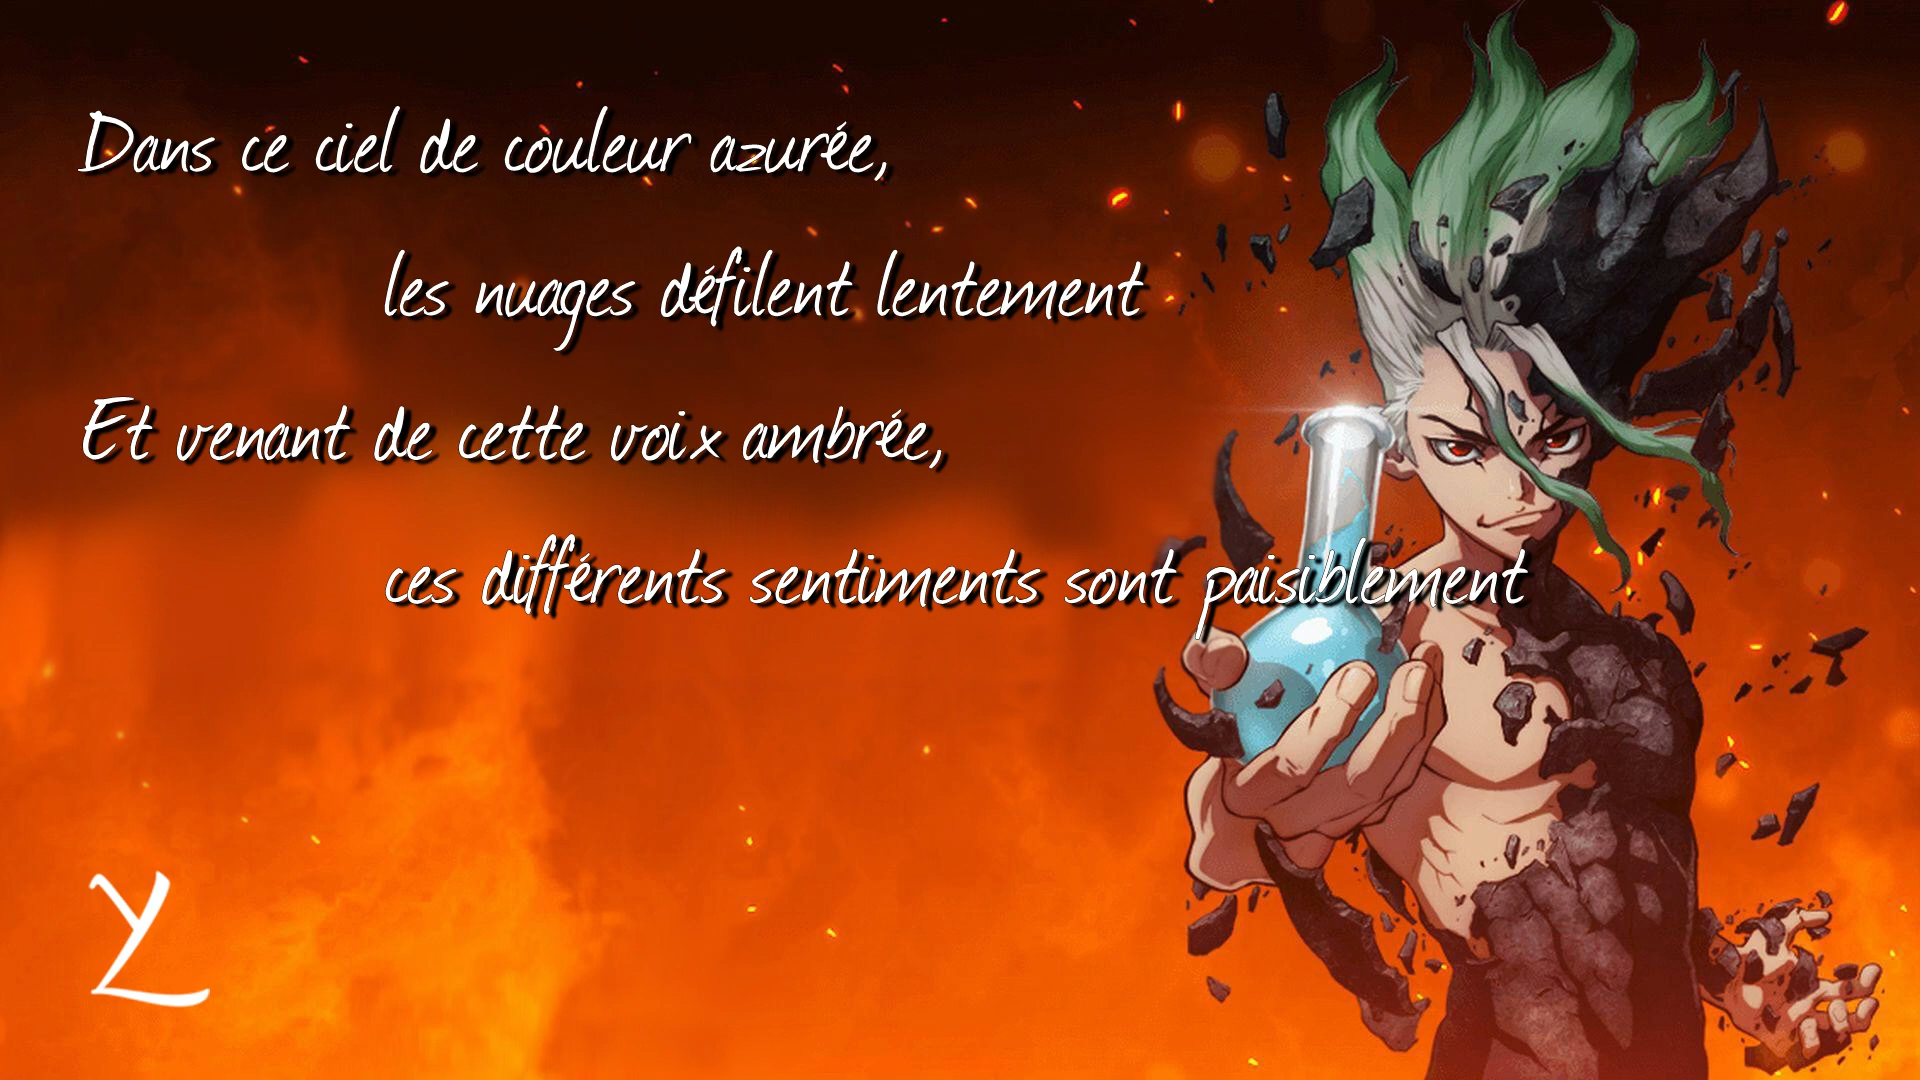 Dans ce ciel de couleur azurée,
les nuages défilent lentement
Et venant de cette voix ambrée,
ces différents sentiments sont paisiblement